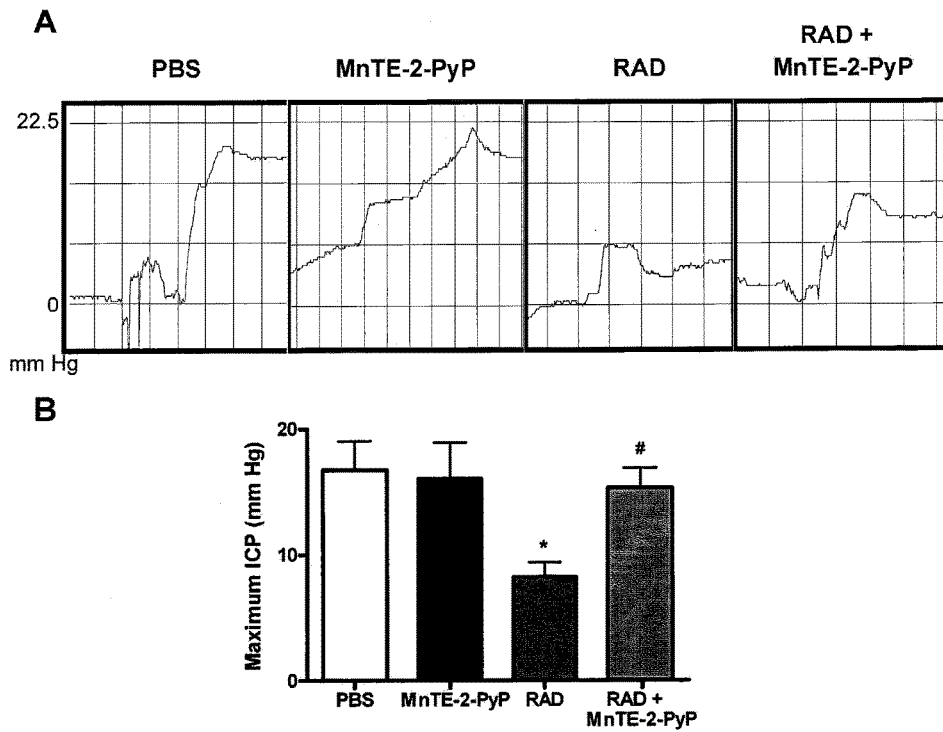 A
PBS
MnTE-2-PyP
RAD
RAD +
MnTE-2-PyP
22.5
0
mm Hg
B
Maximum ICP (mm Hg)
20
10
0
*
#
PBS
MnTE-2-PyP
RAD
RAD +
MnTE-2-PyP